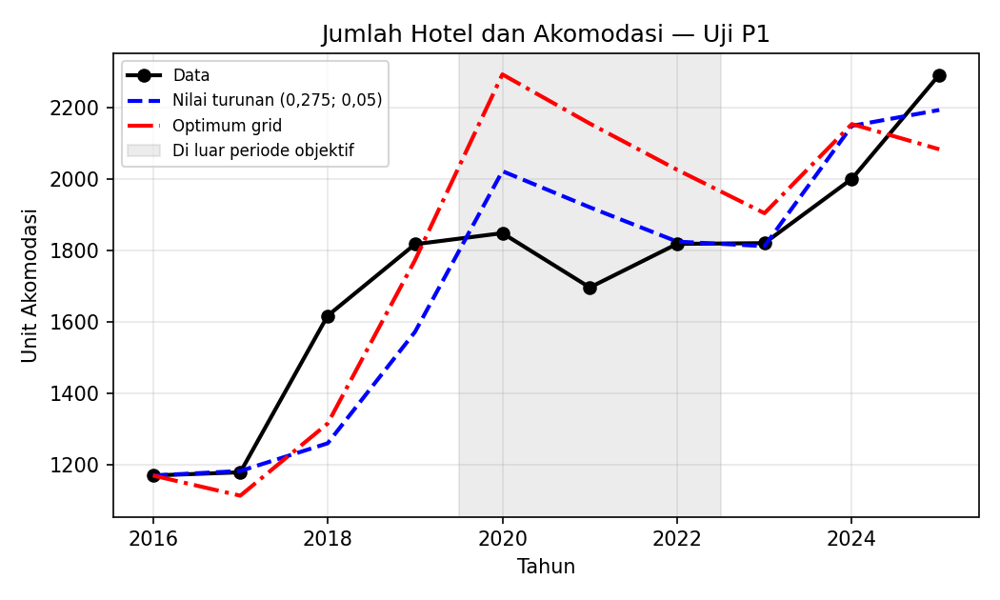 Jumlah Hotel dan Akomodasi — Uji P1
Data
Nilai turunan (0,275; 0,05)
Optimum grid
Di luar periode objektif
Unit Akomodasi
2200
2000
1800
1600
1400
1200
2016
2018
2020
2022
2024
Tahun